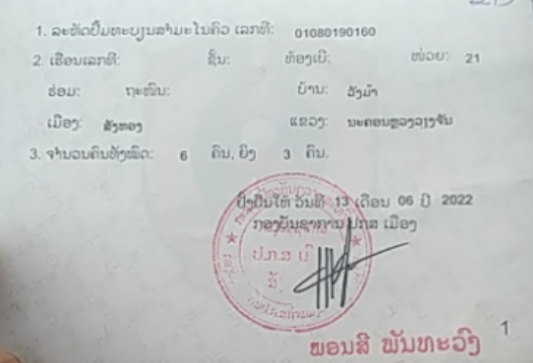 1. ລະຫັດປຶ້ມທະບຽນສຳມະໂນຄົວ ເລກທີ: 01080190160
2. ເຮືອນເລກທີ: ຊັ້ນ: ຫ້ອງເບີ: ໜ່ວຍ: 21
ຮ່ອມ: ຖະໜົນ: ບ້ານ: ວັງມ້າ
ເມືອງ: ສັງທອງ ແຂວງ: ນະຄອນຫຼວງວຽງຈັນ
3. ຈຳນວນຄົນທັງໝົດ: 6 ຄົນ, ຍິງ 3 ຄົນ.
ປຶ້ມປື້ນໃຫ້ ວັນທີ 13 ເດືອນ 06 ປີ 2022
ກອງບັນຊາການ ປກສ ເມືອງ
ປ.ກ.ສ
ພອນສີ ພັນທະວົງ
1